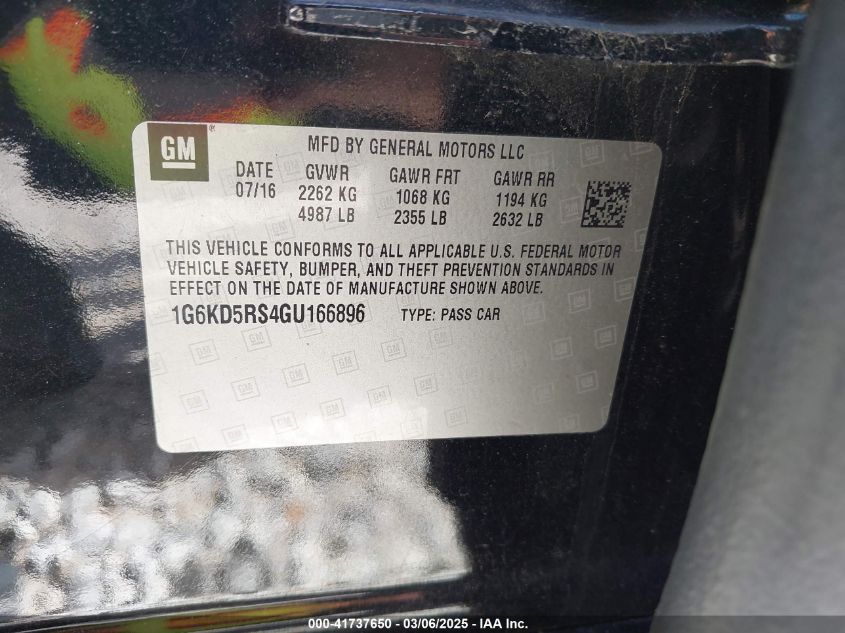 GM
MFD BY GENERAL MOTORS LLC
DATE GVWR GAWR FRT GAWR RR
07/16 2262 KG 1068 KG 1194 KG
4987 LB 2355 LB 2632 LB
THIS VEHICLE CONFORMS TO ALL APPLICABLE U.S. FEDERAL MOTOR
VEHICLE SAFETY, BUMPER, AND THEFT PREVENTION STANDARDS IN
EFFECT ON THE DATE OF MANUFACTURE SHOWN ABOVE.
1G6KD5RS4GU166896 TYPE: PASS CAR
000-41737650 - 03/06/2025 - IAA Inc.